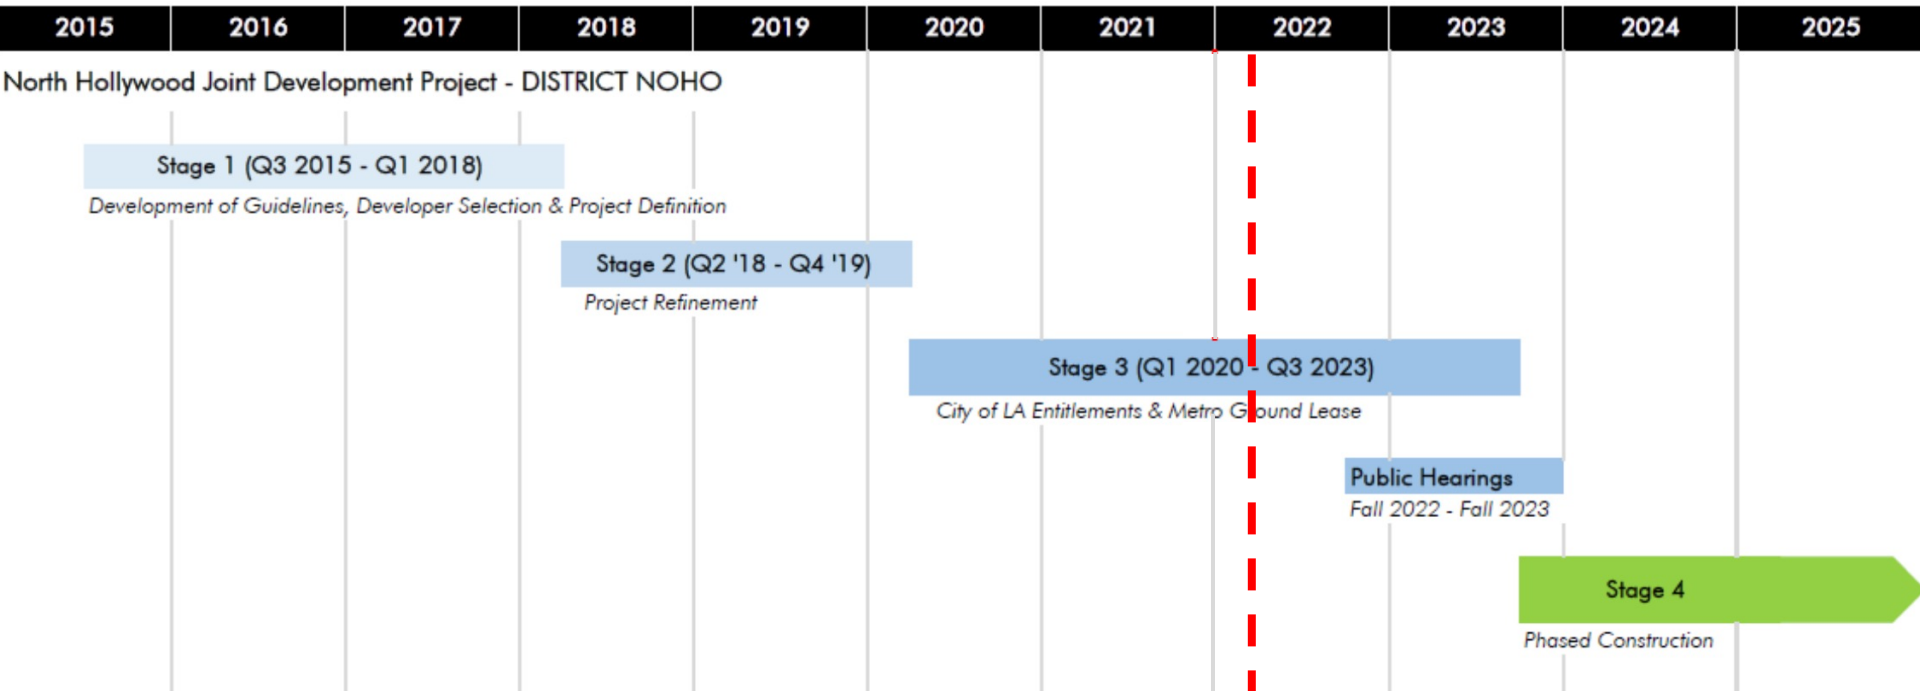 2015 2016 2017 2018 2019 2020 2021 2022 2023 2024 2025
North Hollywood Joint Development Project - DISTRICT NOHO
Stage 1 (Q3 2015 - Q1 2018)
Development of Guidelines, Developer Selection & Project Definition
Stage 2 (Q2 '18 - Q4 '19)
Project Refinement
Stage 3 (Q1 2020 - Q3 2023)
City of LA Entitlements & Metro Ground Lease
Public Hearings
Fall 2022 - Fall 2023
Stage 4
Phased Construction